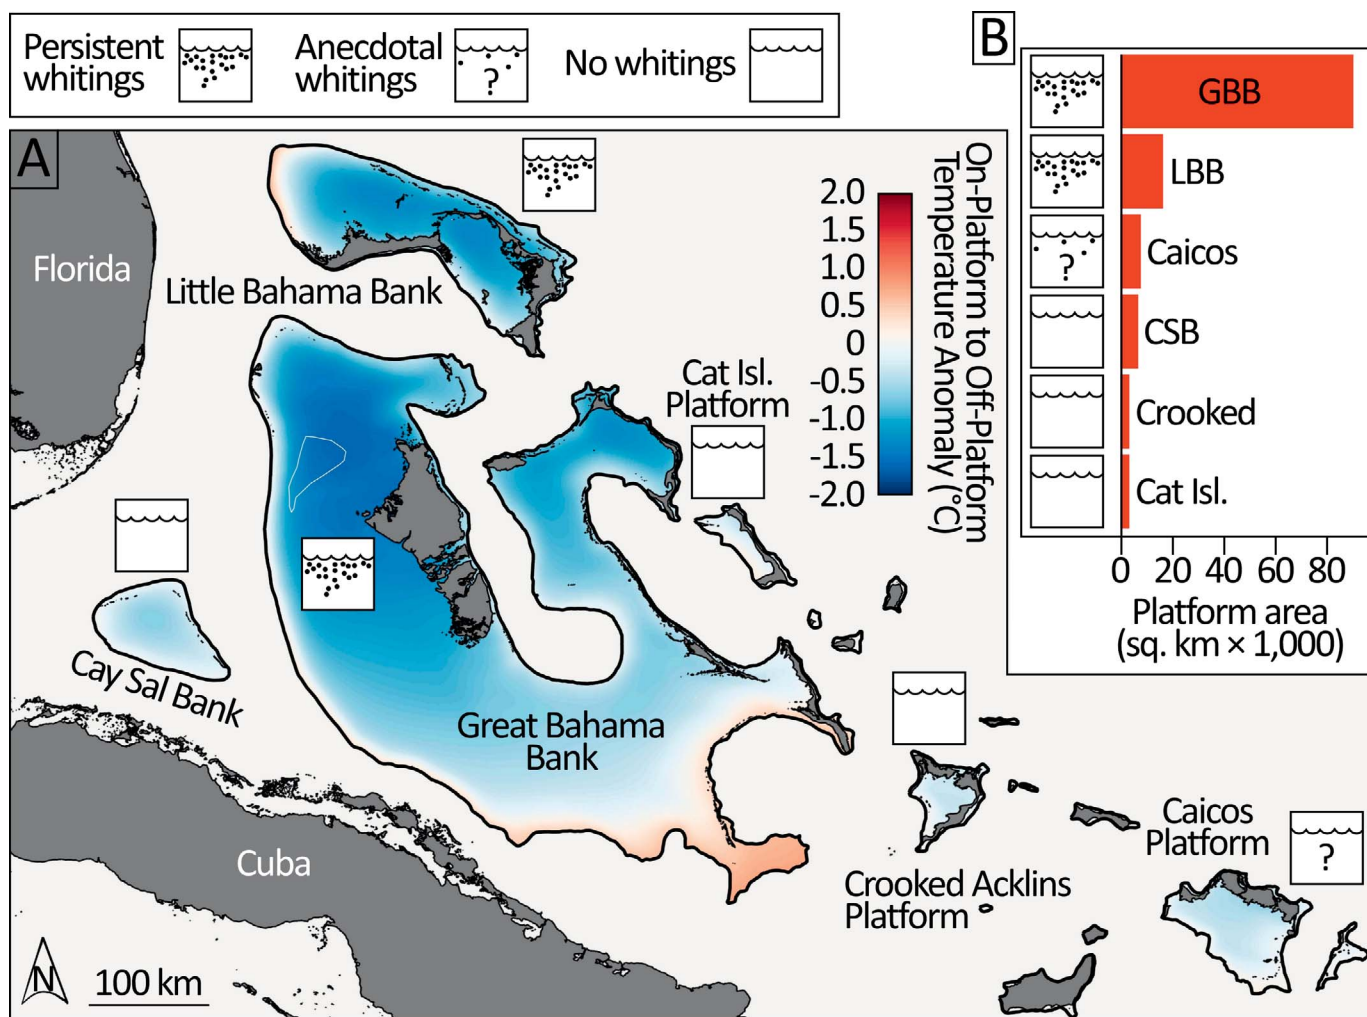 Persistent
whitings
Anecdotal
whitings
?
No whitings
A
Florida
Little Bahama Bank
Cat Isl.
Platform
Cay Sal Bank
Great Bahama
Bank
Cuba
Crooked Acklins
Platform
Caicos
Platform
?
N
100 km
On-Platform to Off-Platform
Temperature Anomaly (°C)
2.0
1.5
1.0
0.5
0
-0.5
-1.0
-1.5
-2.0
B
GBB
LBB
?
Caicos
CSB
Crooked
Cat Isl.
0 20 40 60 80
Platform area
(sq. km × 1,000)